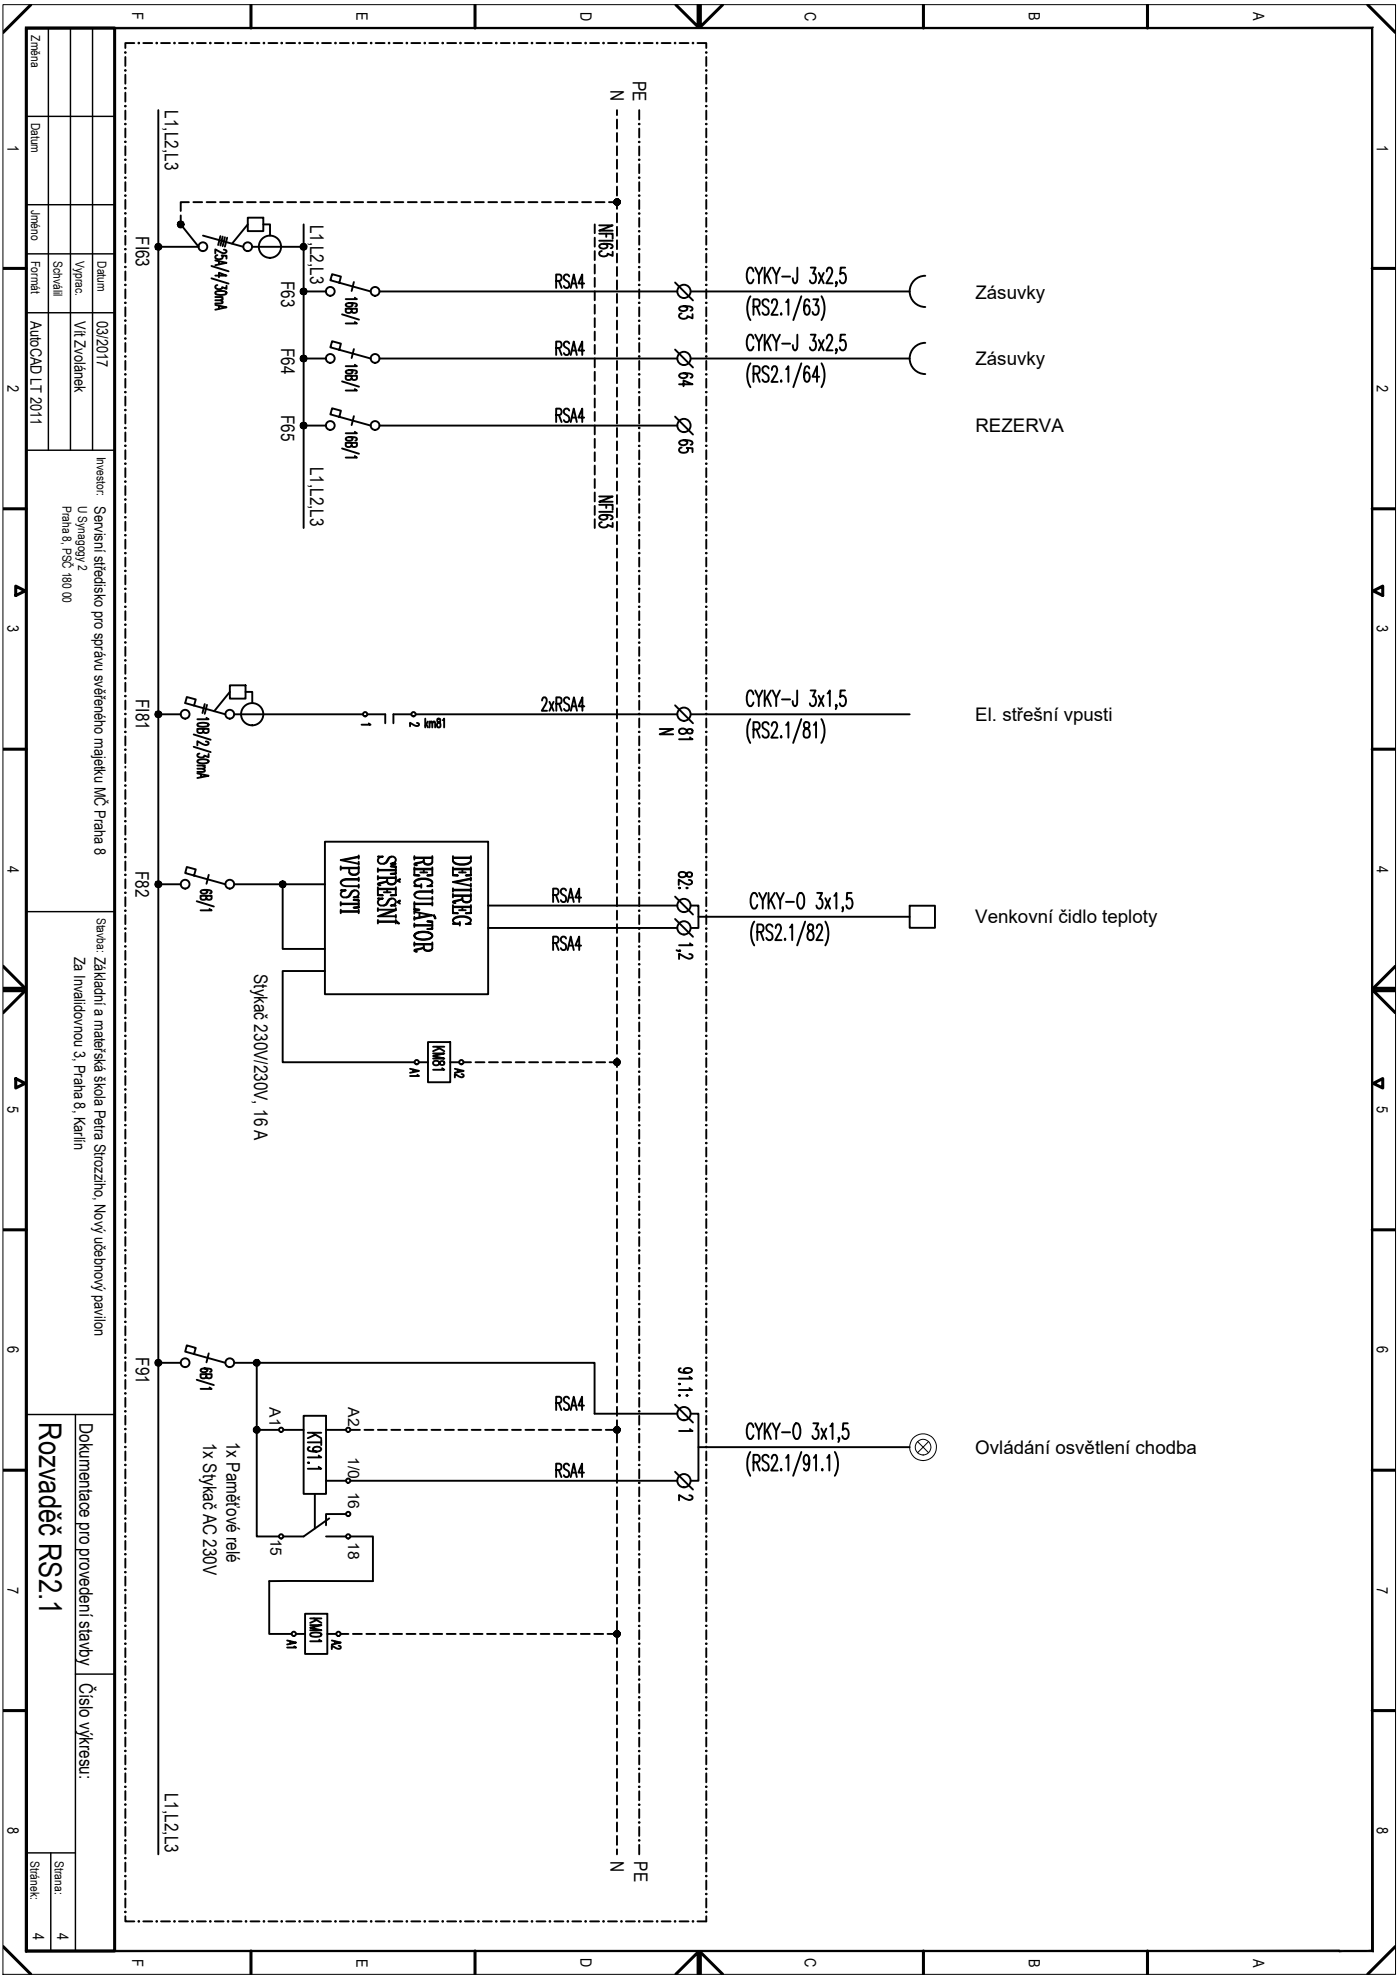 1
2
3
4
5
6
7
8
A
B
C
D
E
F
Zásuvky
Zásuvky
REZERVA
El. střešní vpusti
Venkovní čidlo teploty
Ovládání osvětlení chodba
CYKY-J 3x2,5
(RS2.1/63)
CYKY-J 3x2,5
(RS2.1/64)
CYKY-J 3x1,5
(RS2.1/81)
CYKY-O 3x1,5
(RS2.1/82)
CYKY-O 3x1,5
(RS2.1/91.1)
63
64
65
81
N
82:
1,2
91.1:
1
2
PE
N
PE
N
NFI63
NFI63
RSA4
RSA4
RSA4
2xRSA4
RSA4
RSA4
RSA4
RSA4
L1,L2,L3
L1,L2,L3
F63
16B/1
F64
16B/1
F65
16B/1
25A/4/30mA
1
2
km81
10B/2/30mA
DEVIREG
REGULÁTOR
STŘEŠNÍ
VPUSTI
6B/1
KM81
A1
A2
Stykač 230V/230V, 16 A
6B/1
A1
A2
KT91.1
1/0
16
18
15
1x Paměťové relé
1x Stykač AC 230V
KM01
A1
A2
L1,L2,L3
L1,L2,L3
FI63
FI81
F82
F91
Změna
Datum
Jméno
Datum
03/2017
Vyprac.
Vít Zvolánek
Schválil
Formát
AutoCAD LT 2011
Investor: Servisní středisko pro správu svěřeného majetku MČ Praha 8
U Synagogy 2
Praha 8, PSČ 180 00
Stavba: Základní a mateřská škola Petra Strozziho, Nový učebnový pavilon
Za Invalidovnou 3, Praha 8, Karlín
Dokumentace pro provedení stavby
Číslo výkresu:
Rozvaděč RS2.1
Strana: 4
Stránek: 4
1
2
3
4
5
6
7
8
A
B
C
D
E
F